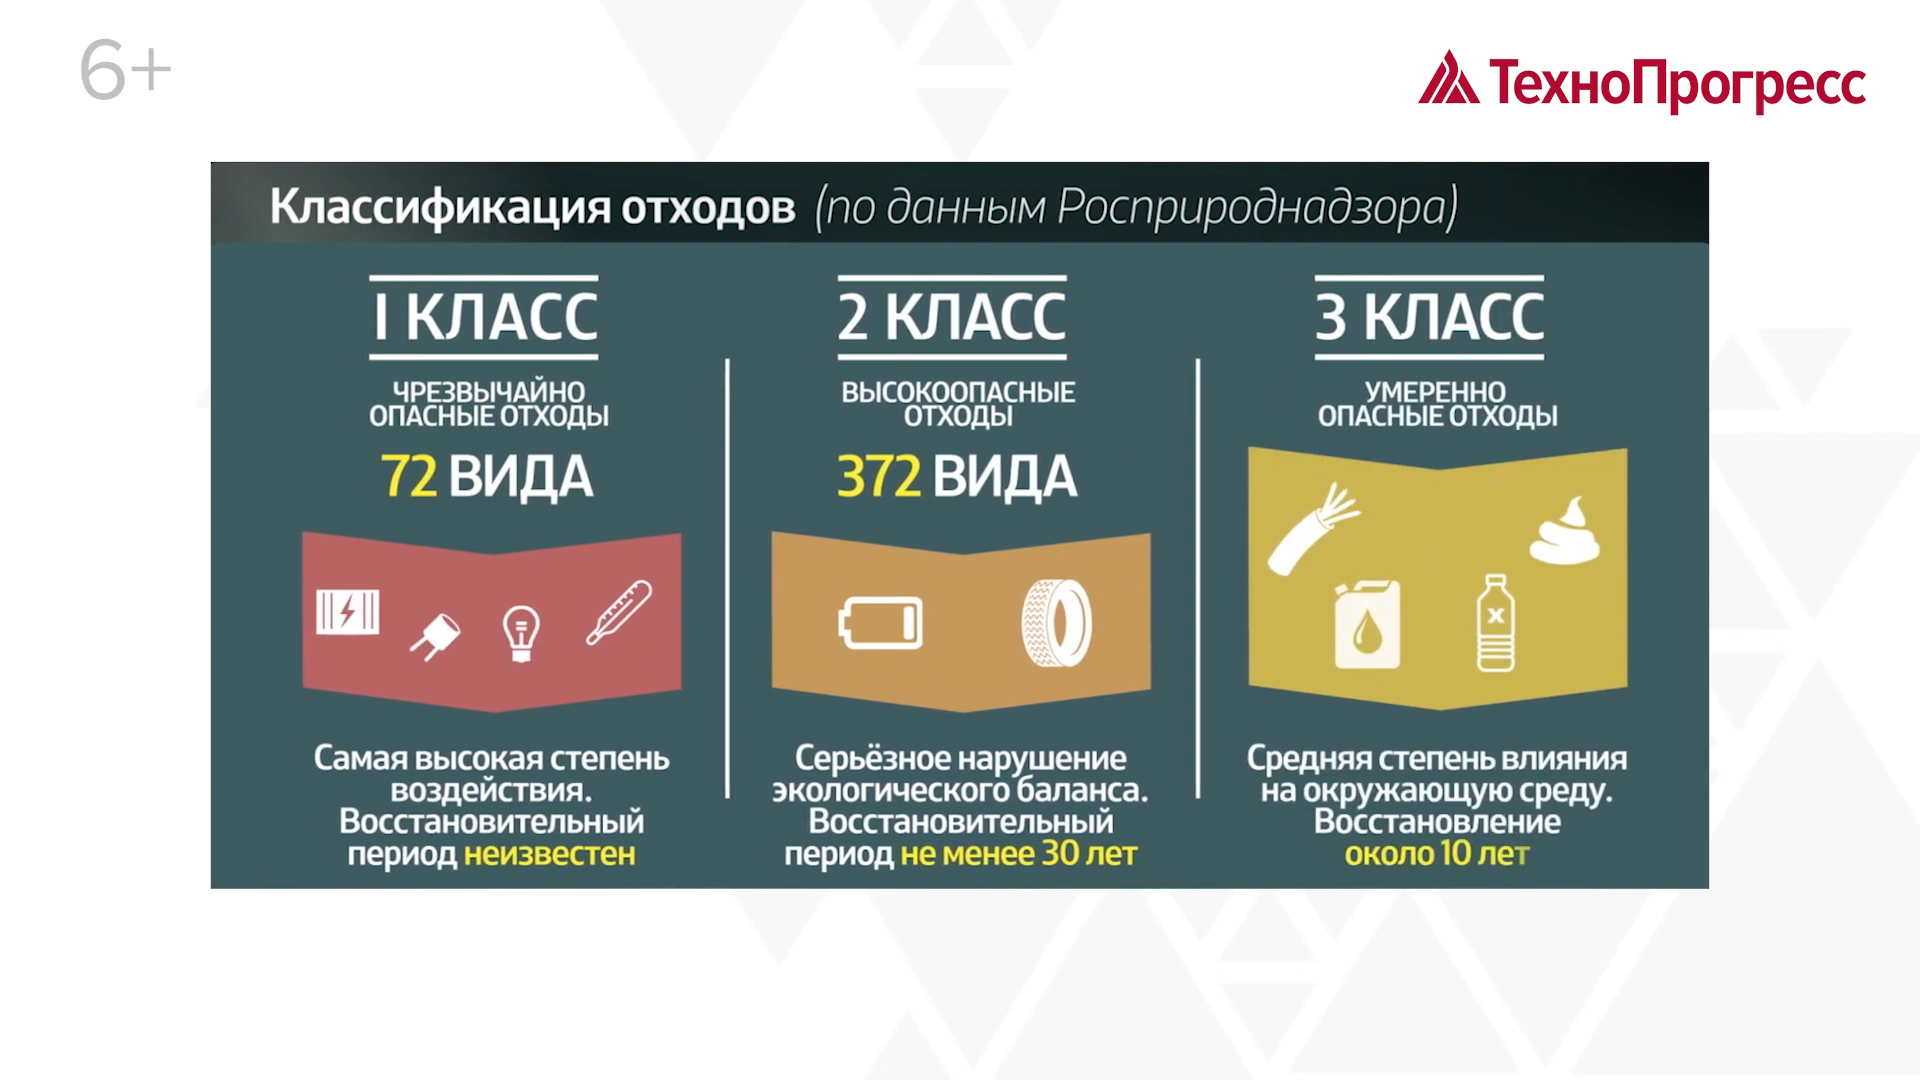 6+
ТехноПрогресс
Классификация отходов (по данным Росприроднадзора)
I КЛАСС
ЧРЕЗВЫЧАЙНО
ОПАСНЫЕ ОТХОДЫ
72 ВИДА
Самая высокая степень
воздействия.
Восстановительный
период неизвестен
2 КЛАСС
ВЫСОКООПАСНЫЕ
ОТХОДЫ
372 ВИДА
Серьёзное нарушение
экологического баланса.
Восстановительный
период не менее 30 лет
3 КЛАСС
УМЕРЕННО
ОПАСНЫЕ ОТХОДЫ
X
Средняя степень влияния
на окружающую среду.
Восстановление
около 10 лет